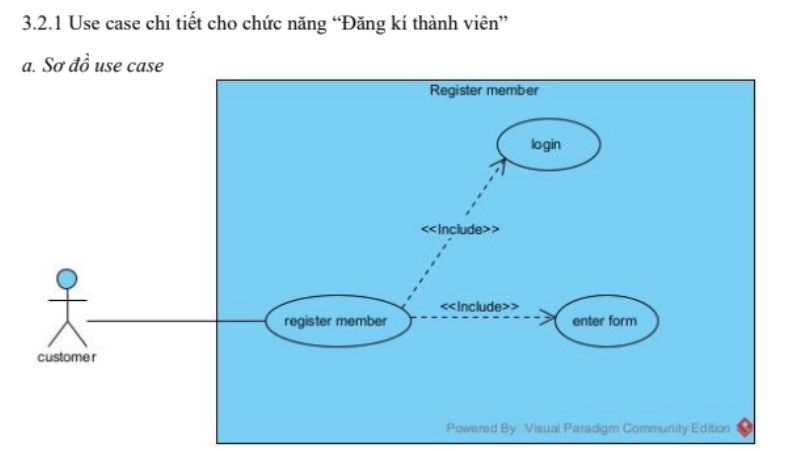 3.2.1 Use case chi tiết cho chức năng “Đăng kí thành viên”
a. Sơ đồ use case
Register member
login
<<Include>>
<<Include>>
register member
enter form
customer
Powered By Visual Paradigm Community Edition